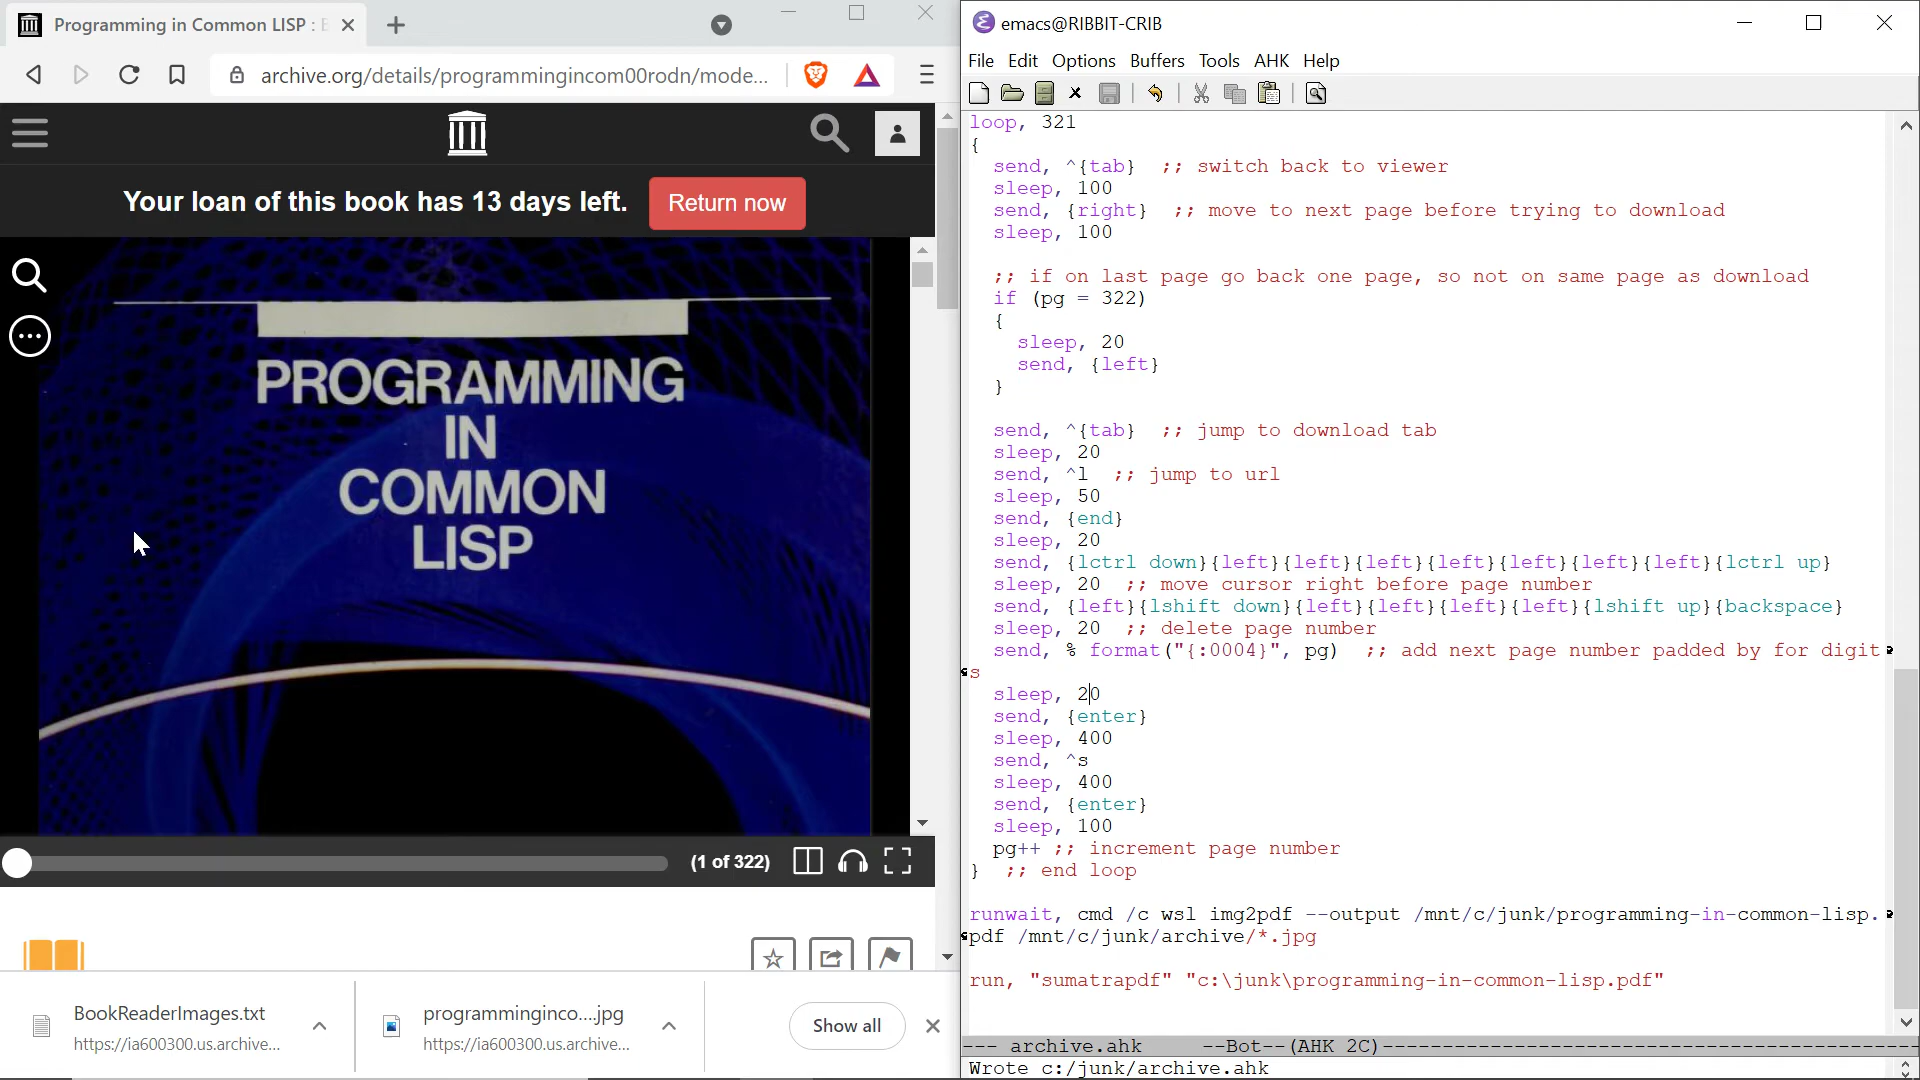 Programming in Common LISP :
archive.org/details/programmingincom00rodn/mode...
Your loan of this book has 13 days left.
Return now
PROGRAMMING
IN
COMMON
LISP
(1 of 322)
BookReaderImages.txt
https://ia600300.us.archive...
programminginco....jpg
https://ia600300.us.archive...
Show all
emacs@RIBBIT-CRIB
File Edit Options Buffers Tools AHK Help
loop, 321
{
send, ^{tab} ;; switch back to viewer
sleep, 100
send, {right} ;; move to next page before trying to download
sleep, 100
;; if on last page go back one page, so not on same page as download
if (pg = 322)
{
sleep, 20
send, {left}
}
send, ^{tab} ;; jump to download tab
sleep, 20
send, ^l ;; jump to url
sleep, 50
send, {end}
sleep, 20
send, {lctrl down}{left}{left}{left}{left}{left}{left}{left}{lctrl up}
sleep, 20 ;; move cursor right before page number
send, {left}{lshift down}{left}{left}{left}{left}{lshift up}{backspace}
sleep, 20 ;; delete page number
send, % format("{:0004}", pg) ;; add next page number padded by for digit
s
sleep, 20
send, {enter}
sleep, 400
send, ^s
sleep, 400
send, {enter}
sleep, 100
pg++ ;; increment page number
} ;; end loop
runwait, cmd /c wsl img2pdf --output /mnt/c/junk/programming-in-common-lisp.
pdf /mnt/c/junk/archive/*.jpg
run, "sumatrapdf" "c:\junk\programming-in-common-lisp.pdf"
--- archive.ahk --Bot--(AHK 2C)--------------------------------------------
Wrote c:/junk/archive.ahk